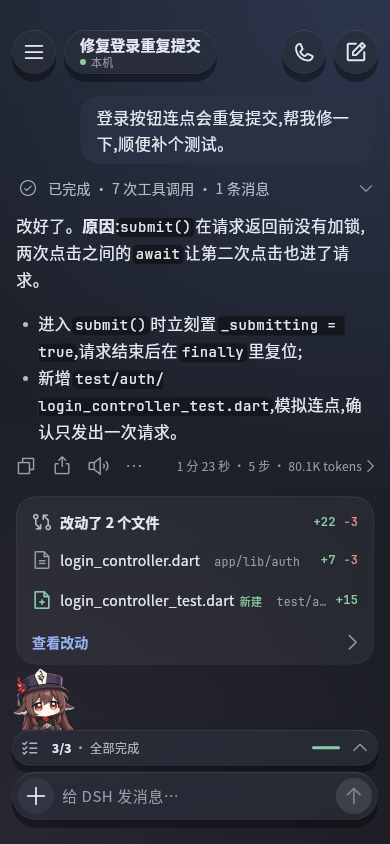 修复登录重复提交
本机
登录按钮连点会重复提交,帮我修一
下,顺便补个测试。
已完成 · 7 次工具调用 · 1 条消息
改好了。原因:submit() 在请求返回前没有加锁,
两次点击之间的 await 让第二次点击也进了请
求。
• 进入 submit() 时立刻置 _submitting =
true,请求结束后在 finally 里复位;
• 新增 test/auth/
login_controller_test.dart,模拟连点,确
认只发出一次请求。
1 分 23 秒 · 5 步 · 80.1K tokens
改动了 2 个文件 +22 -3
login_controller.dart app/lib/auth +7 -3
login_controller_test.dart 新建 test/a… +15
查看改动
3/3 · 全部完成
给 DSH 发消息…